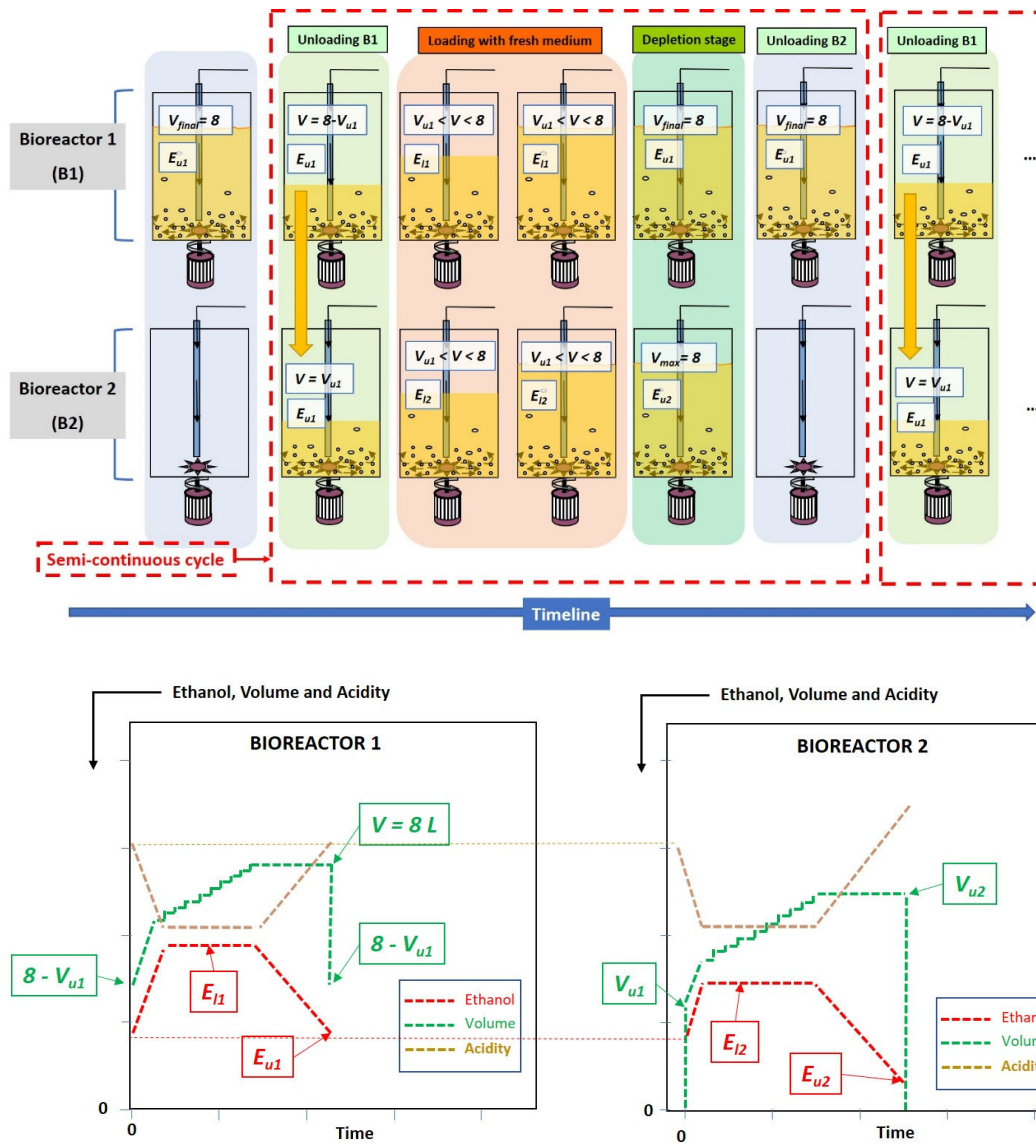 Unloading B1
Loading with fresh medium
Depletion stage
Unloading B2
Unloading B1
Bioreactor 1
(B1)
V_final = 8
E_u1
V = 8-V_u1
E_u1
V_u1 < V < 8
E_l1
V_u1 < V < 8
E_l1
V_final = 8
E_u1
V_final = 8
E_u1
V = 8-V_u1
E_u1
...
Bioreactor 2
(B2)
V = V_u1
E_u1
V_u1 < V < 8
E_l2
V_u1 < V < 8
E_l2
V_max = 8
E_u2
V = V_u1
E_u1
...
Semi-continuous cycle
Timeline
Ethanol, Volume and Acidity
BIOREACTOR 1
V = 8 L
8 - V_u1
8 - V_u1
E_l1
E_u1
Ethanol
Volume
Acidity
0
0
Time
Ethanol, Volume and Acidity
BIOREACTOR 2
V_u2
V_u1
E_l2
E_u2
Ethan
Volum
Acidity
0
0
Time